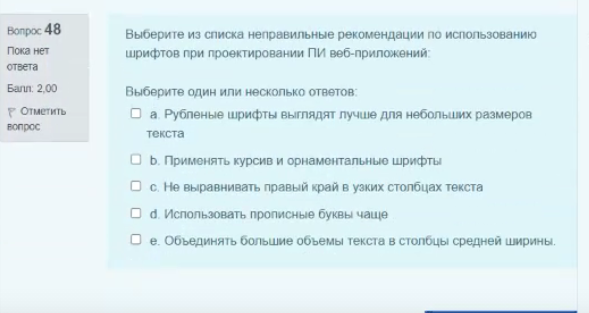 Вопрос 48
Пока нет
ответа
Балл: 2,00
Отметить
вопрос
Выберите из списка неправильные рекомендации по использованию
шрифтов при проектировании ПИ веб-приложений:
Выберите один или несколько ответов:
a. Рубленые шрифты выглядят лучше для небольших размеров
текста
b. Применять курсив и орнаментальные шрифты
c. Не выравнивать правый край в узких столбцах текста
d. Использовать прописные буквы чаще
e. Объединять большие объемы текста в столбцы средней ширины.